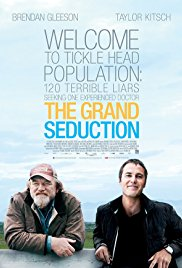 BRENDAN GLEESON TAYLOR KITSCH
WELCOME
TO TICKLE HEAD
POPULATION:
120 TERRIBLE LIARS
SEEKING ONE EXPERIENCED DOCTOR
THE GRAND
SEDUCTION